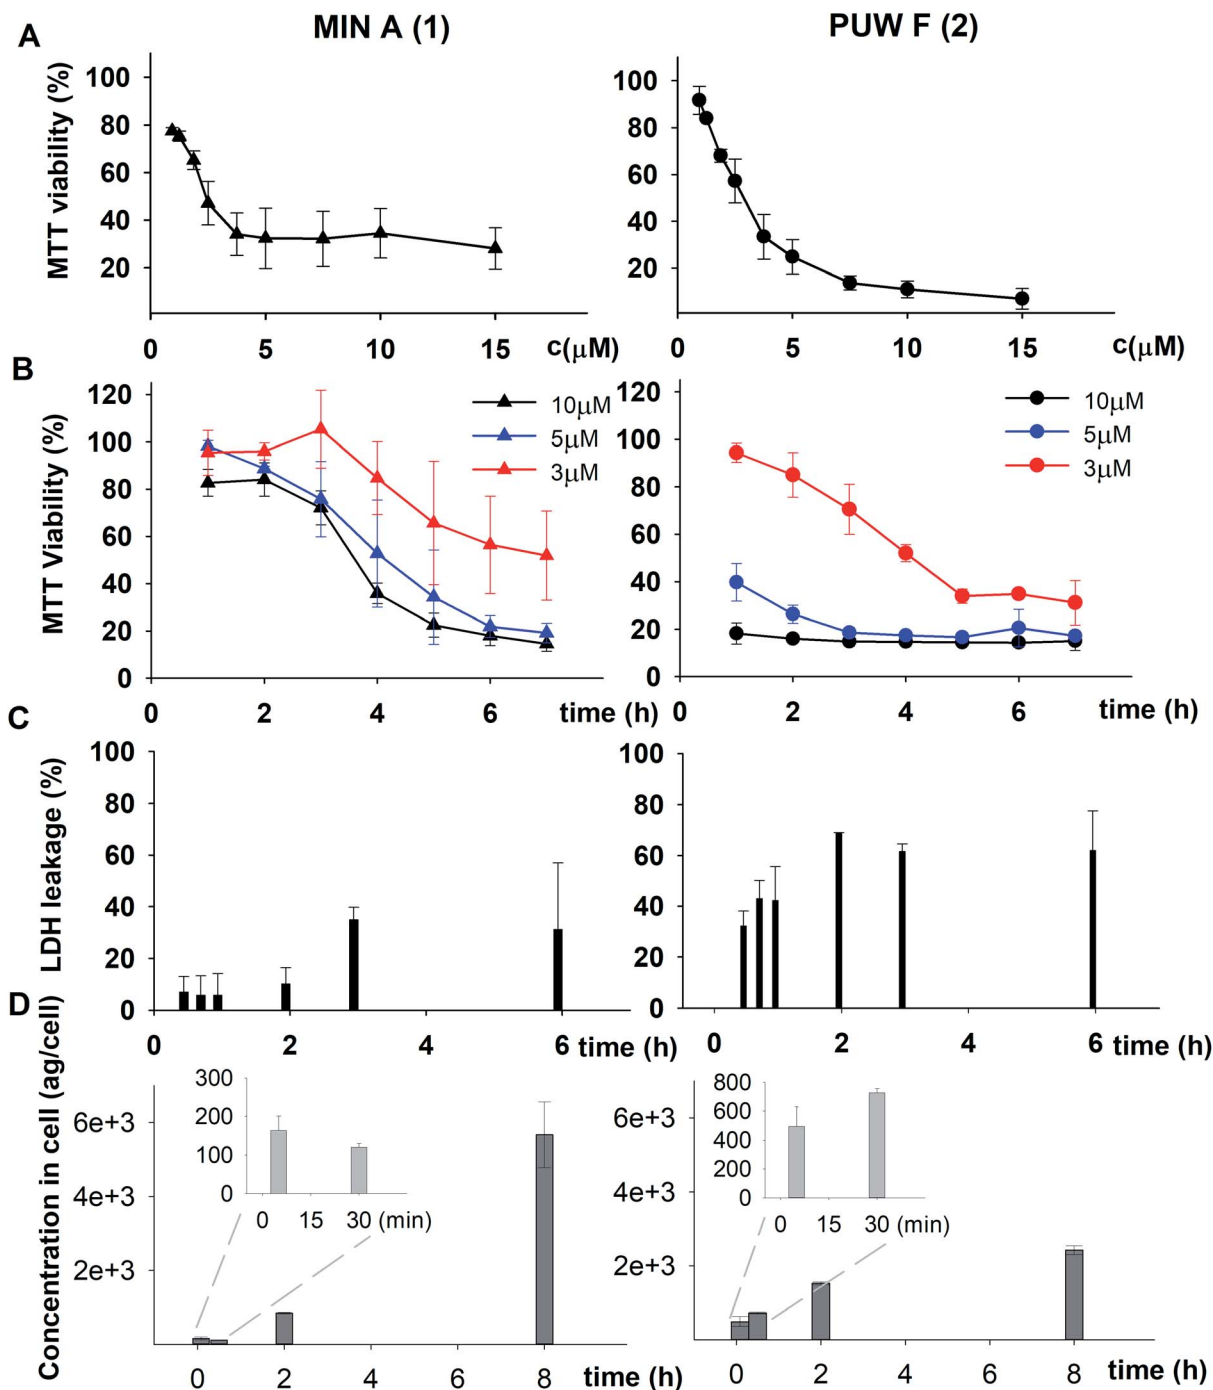 A
MIN A (1)
PUW F (2)
MTT viability (%)
100
80
60
40
20
0
5
10
15
c(μM)
100
80
60
40
20
0
5
10
15
c(μM)
B
MTT Viability (%)
120
100
80
60
40
20
0
10μM
5μM
3μM
0
2
4
6
time (h)
120
100
80
60
40
20
0
10μM
5μM
3μM
0
2
4
6
time (h)
C
LDH leakage (%)
100
80
60
40
20
0
0
2
4
6
time (h)
100
80
60
40
20
0
0
2
4
6
time (h)
D
Concentration in cell (ag/cell)
6e+3
4e+3
2e+3
300
200
100
0
0
15
30 (min)
0
2
4
6
8
time (h)
6e+3
4e+3
2e+3
800
600
400
200
0
0
15
30 (min)
0
2
4
6
8
time (h)